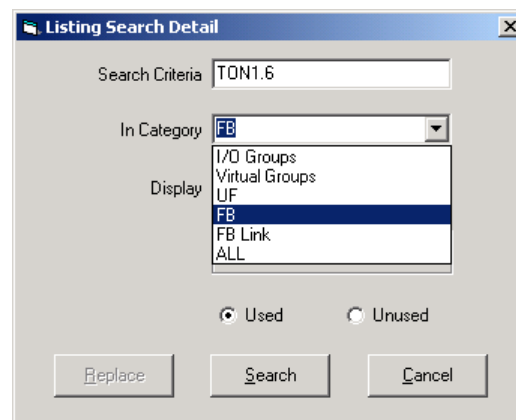 Listing Search Detail
Search Criteria TON1.6
In Category FB
I/O Groups
Virtual Groups
Display
UF
FB
FB Link
ALL
Used Unused
Replace Search Cancel